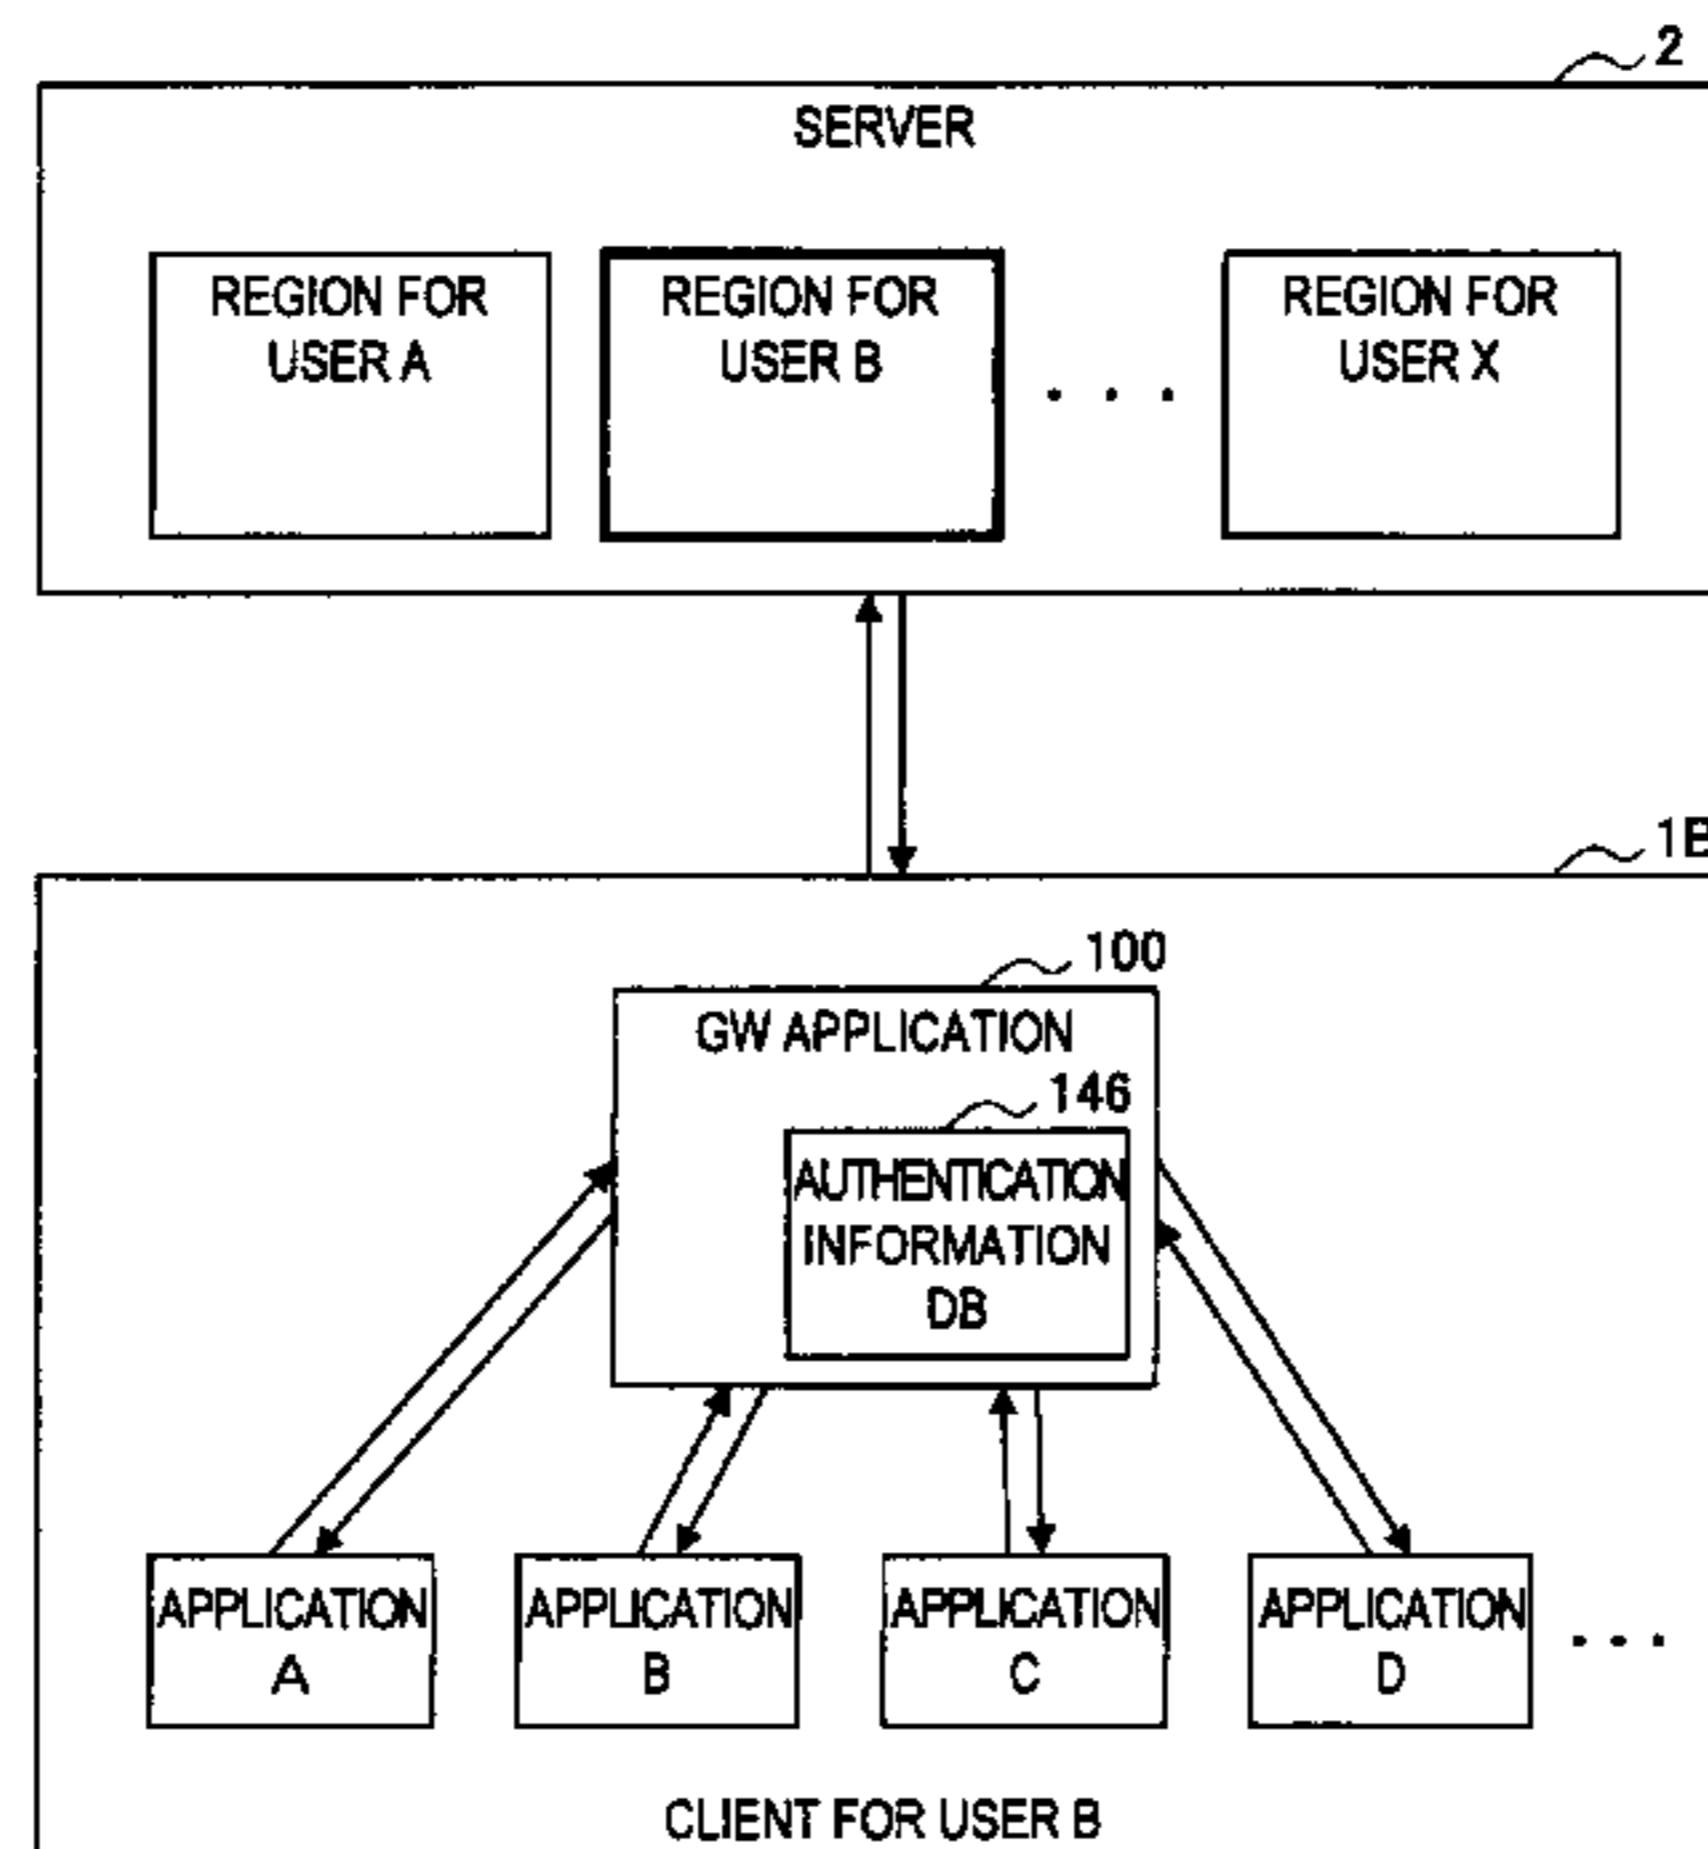 2
SERVER
REGION FOR
USER A
REGION FOR
USER B
. . .
REGION FOR
USER X
1B
100
GW APPLICATION
146
AUTHENTICATION
INFORMATION
DB
APPLICATION
A
APPLICATION
B
APPLICATION
C
APPLICATION
D
. . .
CLIENT FOR USER B